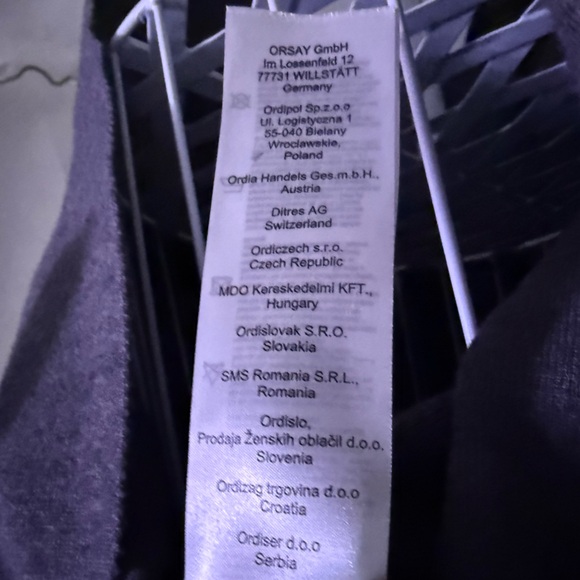 ORSAY GmbH
Im Lossenfeld 12
77731 WILLSTÄTT
Germany
Ordipol Sp.z.o.o
Ul. Logistyczna 1
55-040 Bielany
Wroclawskie,
Poland
Ordia Handels Ges.m.b.H.,
Austria
Ditres AG
Switzerland
Ordiczech s.r.o.
Czech Republic
MDO Kereskedelmi KFT.,
Hungary
Ordislovak S.R.O.
Slovakia
SMS Romania S.R.L.,
Romania
Ordislo,
Prodaja Ženskih oblačil d.o.o.
Slovenia
Ordizag trgovina d.o.o
Croatia
Ordiser d.o.o
Serbia